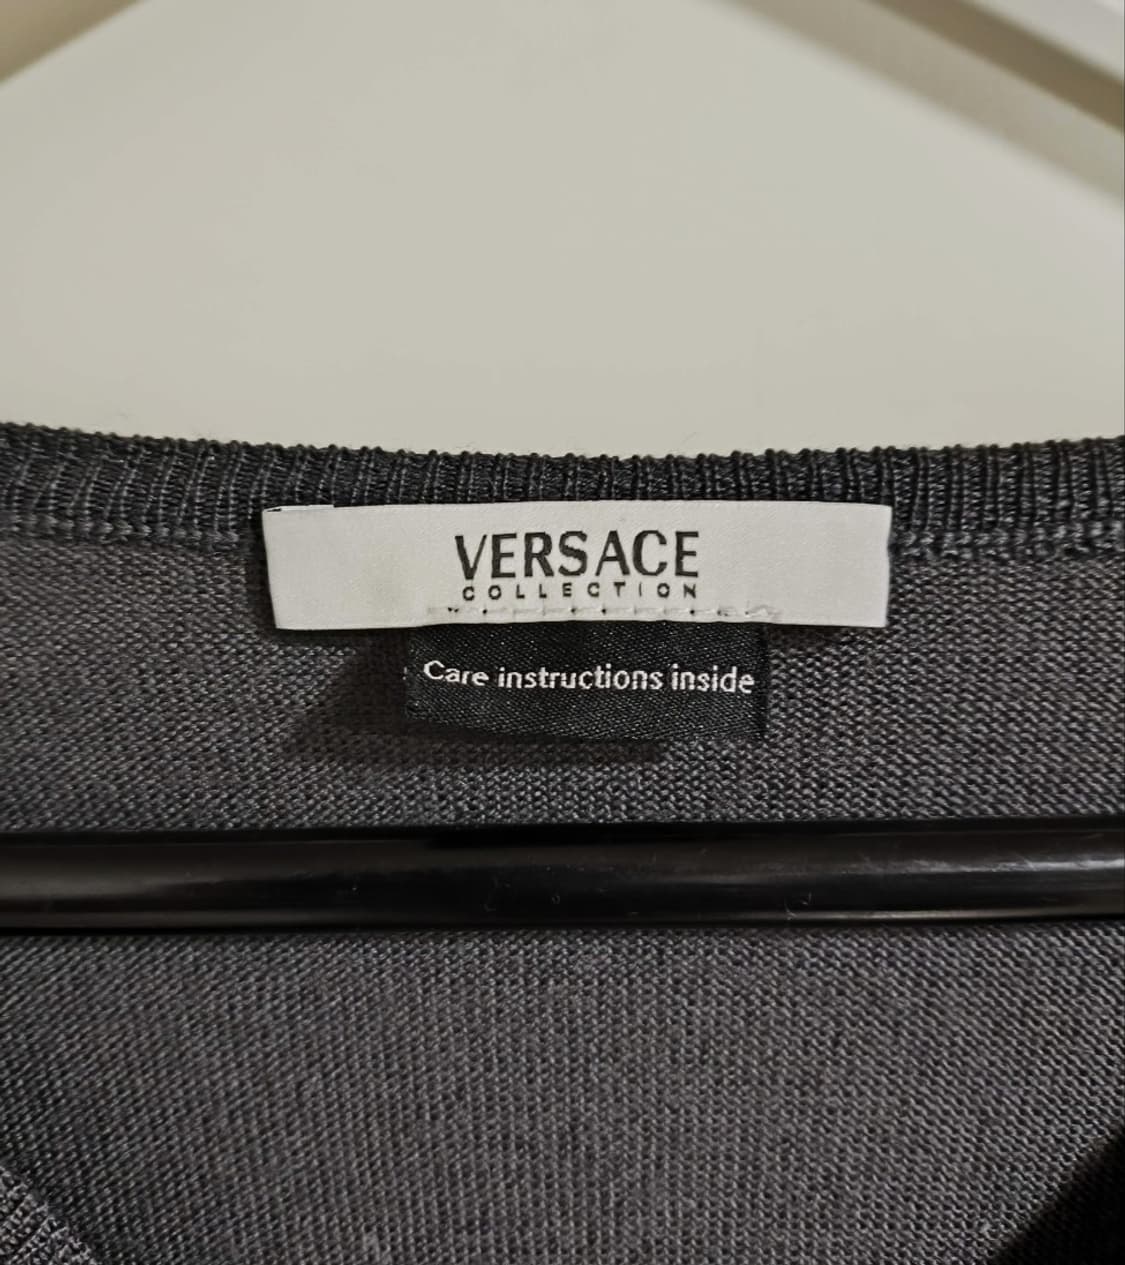 VERSACE
COLLECTION
Care instructions inside